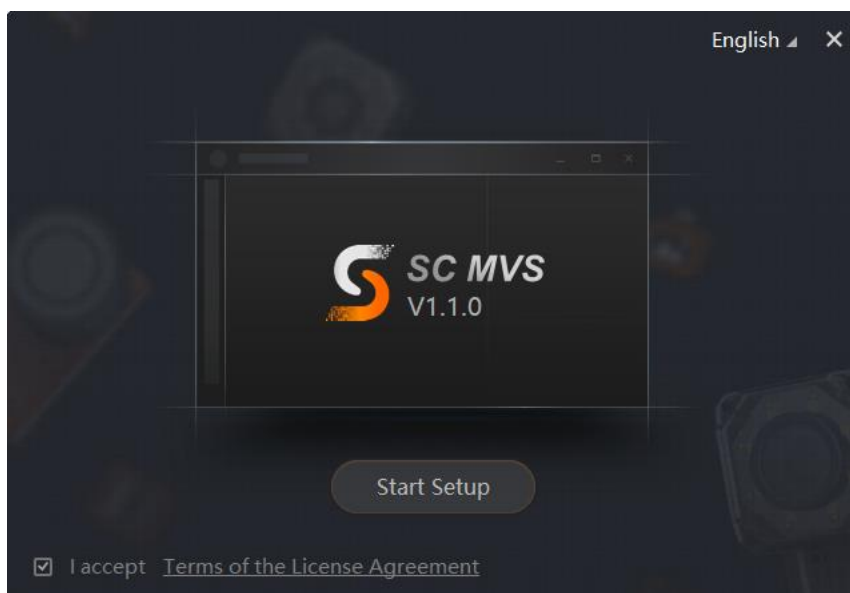 English
SC MVS
V1.1.0
Start Setup
I accept Terms of the License Agreement